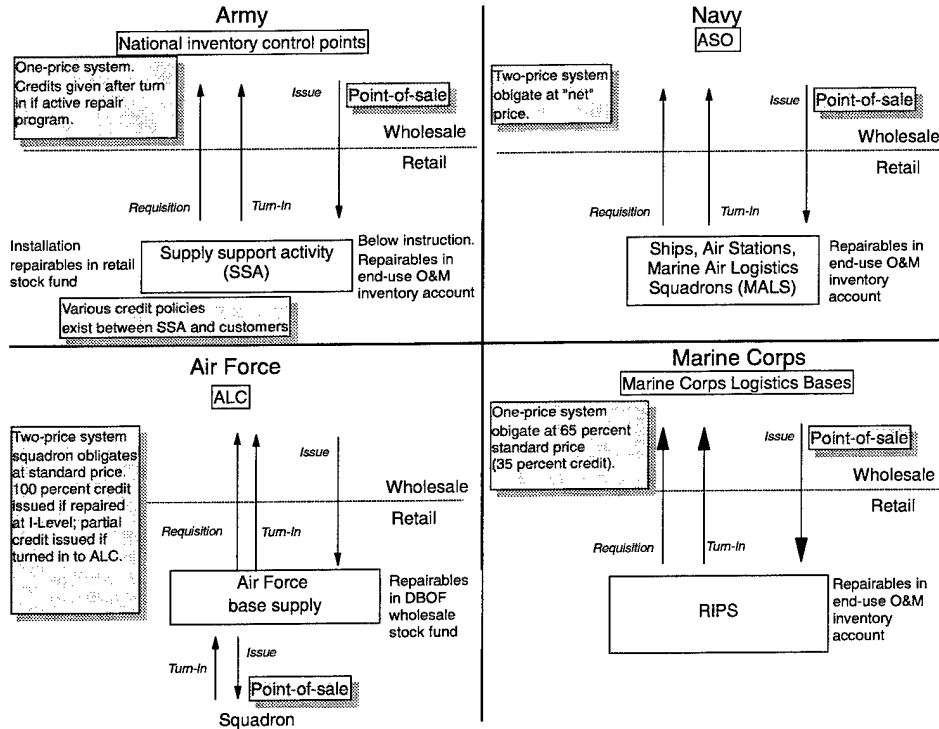 Army
National inventory control points
One-price system.
Credits given after turn
in if active repair
program.
Issue
Point-of-sale
Wholesale
Retail
Requisition
Turn-In
Installation
repairables in retail
stock fund
Supply support activity
(SSA)
Below instruction.
Repairables in
end-use O&M
inventory account
Various credit policies
exist between SSA and customers
Navy
ASO
Two-price system
obligate at "net"
price.
Issue
Point-of-sale
Wholesale
Retail
Requisition
Turn-In
Ships, Air Stations,
Marine Air Logistics
Squadrons (MALS)
Repairables in
end-use O&M
inventory
account
Air Force
ALC
Two-price system
squadron obligates
at standard price.
100 percent credit
issued if repaired
at I-Level; partial
credit issued if
turned in to ALC.
Issue
Wholesale
Retail
Requisition
Turn-In
Air Force
base supply
Repairables
in DBOF
wholesale
stock fund
Turn-In
Issue
Point-of-sale
Squadron
Marine Corps
Marine Corps Logistics Bases
One-price system
obligate at 65 percent
standard price
(35 percent credit).
Issue
Point-of-sale
Wholesale
Retail
Requisition
Turn-In
RIPS
Repairables in
end-use O&M
inventory
account